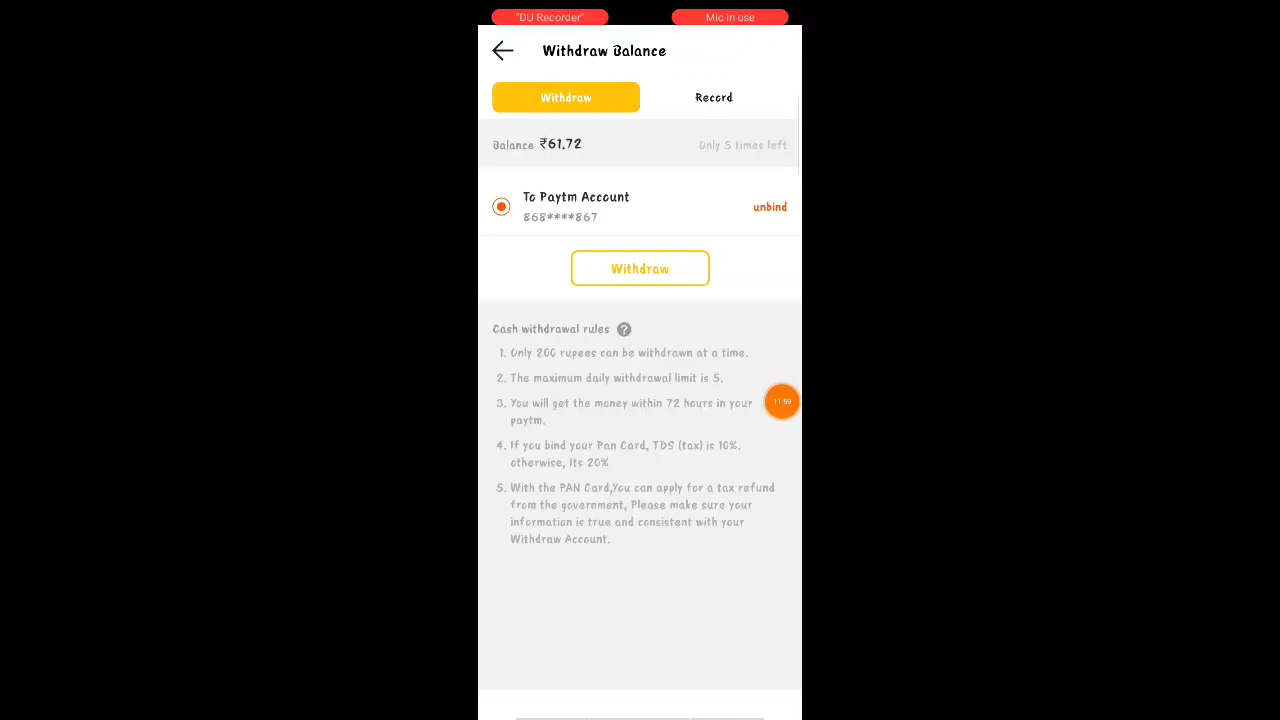 "DU Recorder" Mic in use
Withdraw Balance
Withdraw Record
Balance ₹61.72 Only 5 times left
To Paytm Account
868****867 unbind
Withdraw
Cash withdrawal rules ?
1. Only 200 rupees can be withdrawn at a time.
2. The maximum daily withdrawal limit is 5.
3. You will get the money within 72 hours in your
paytm.
11:59
4. If you bind your Pan Card, TDS (tax) is 10%.
otherwise, Its 20%
5. With the PAN Card,You can apply for a tax refund
from the government, Please make sure your
information is true and consistent with your
Withdraw Account.